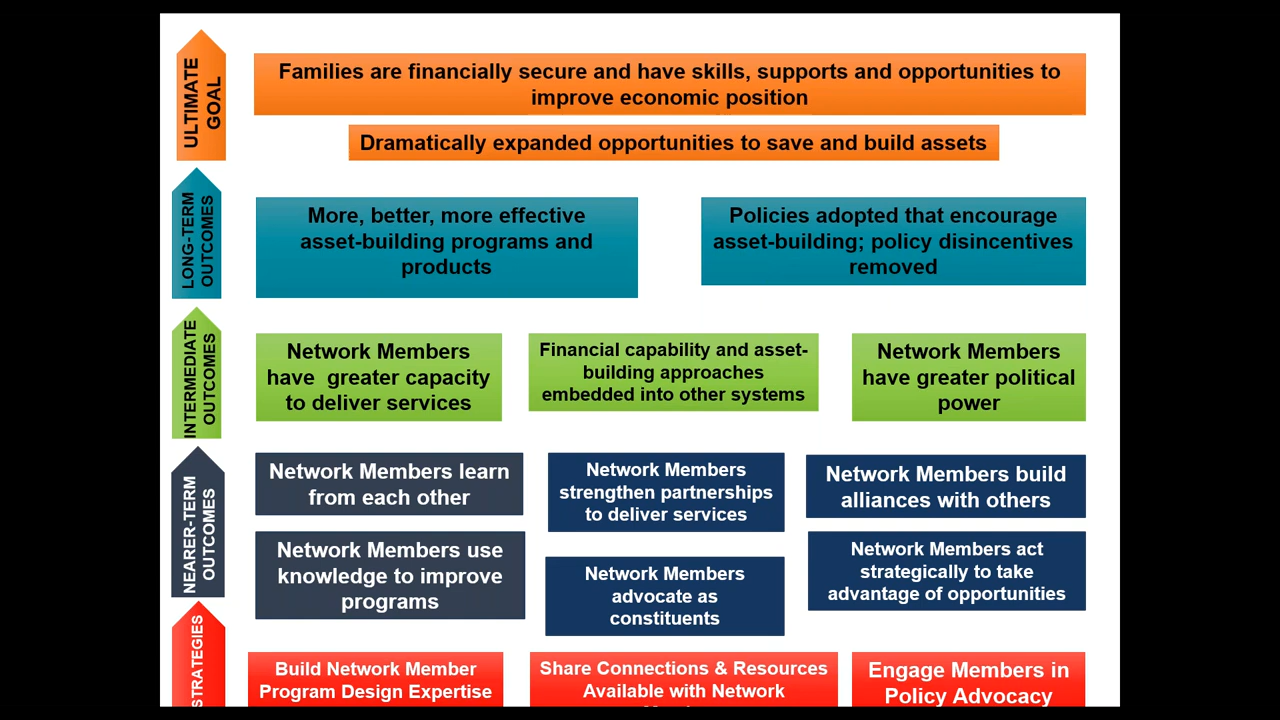 ULTIMATE
GOAL
Families are financially secure and have skills, supports and opportunities to
improve economic position
Dramatically expanded opportunities to save and build assets
LONG-TERM
OUTCOMES
More, better, more effective
asset-building programs and
products
Policies adopted that encourage
asset-building; policy disincentives
removed
INTERMEDIATE
OUTCOMES
Network Members
have  greater capacity
to deliver services
Financial capability and asset-
building approaches
embedded into other systems
Network Members
have greater political
power
NEARER-TERM
OUTCOMES
Network Members learn
from each other
Network Members
strengthen partnerships
to deliver services
Network Members build
alliances with others
Network Members use
knowledge to improve
programs
Network Members
advocate as
constituents
Network Members act
strategically to take
advantage of opportunities
STRATEGIES
Build Network Member
Program Design Expertise
Share Connections & Resources
Available with Network
Engage Members in
Policy Advocacy